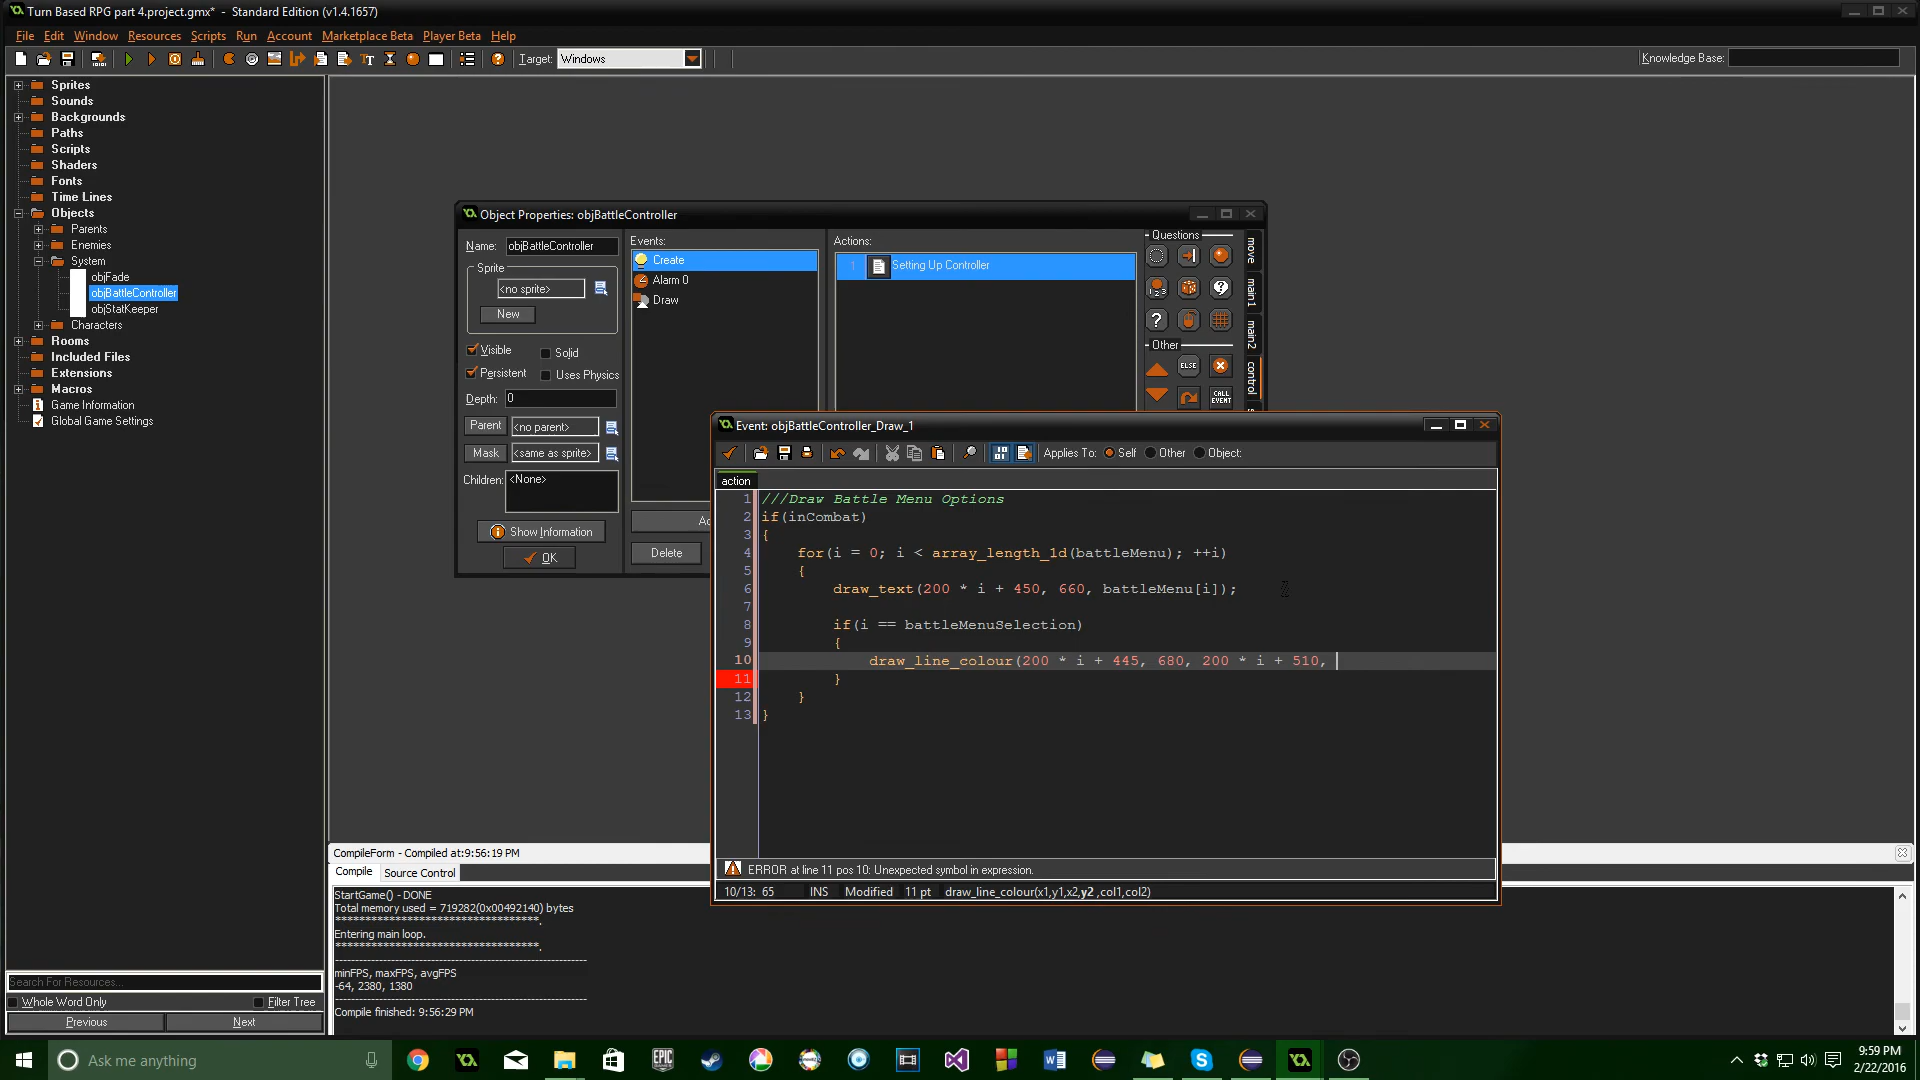 Turn Based RPG part 4.project.gmx* - Standard Edition (v1.4.1657)
File Edit Window Resources Scripts Run Account Marketplace Beta Player Beta Help
Target: Windows
Knowledge Base:
Sprites
Sounds
Backgrounds
Paths
Scripts
Shaders
Fonts
Time Lines
Objects
Parents
Enemies
System
objFade
objBattleController
objStatKeeper
Characters
Rooms
Included Files
Extensions
Macros
Game Information
Global Game Settings
Search For Resources...
Whole Word Only Filter Tree
Previous Next
Object Properties: objBattleController
Name: objBattleController
Sprite
<no sprite>
New
Visible Solid
Persistent Uses Physics
Depth: 0
Parent <no parent>
Mask <same as sprite>
Children: <None>
Show Information
OK
Events:
Create
Alarm 0
Draw
Delete
Actions:
1 Setting Up Controller
Questions
Other
ELSE
CALL EVENT
move
main1
main2
control
Event: objBattleController_Draw_1
Applies To: Self Other Object:
action
1 ///Draw Battle Menu Options
2 if(inCombat)
3 {
4 for(i = 0; i < array_length_1d(battleMenu); ++i)
5 {
6 draw_text(200 * i + 450, 660, battleMenu[i]);
7
8 if(i == battleMenuSelection)
9 {
10 draw_line_colour(200 * i + 445, 680, 200 * i + 510,
11 }
12 }
13 }
ERROR at line 11 pos 10: Unexpected symbol in expression.
10/13: 65 INS Modified 11 pt draw_line_colour(x1,y1,x2,y2 ,col1,col2)
CompileForm - Compiled at:9:56:19 PM
Compile Source Control
StartGame() - DONE
Total memory used = 719282(0x00492140) bytes
**********************************.
Entering main loop.
**********************************.
minFPS, maxFPS, avgFPS
-64, 2380, 1380
Compile finished: 9:56:29 PM
Ask me anything
EPIC
9:59 PM
2/22/2016